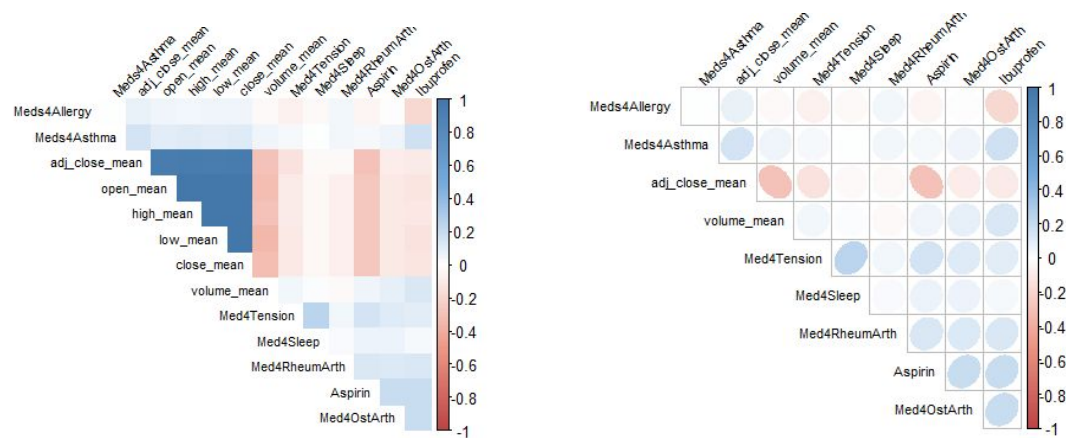 Meds4Asthma
adj_close_mean
open_mean
high_mean
low_mean
close_mean
volume_mean
Med4Tension
Med4Sleep
Med4RheumArth
Aspirin
Med4OstArth
Ibuprofen
Meds4Allergy
Meds4Asthma
adj_close_mean
open_mean
high_mean
low_mean
close_mean
volume_mean
Med4Tension
Med4Sleep
Med4RheumArth
Aspirin
Med4OstArth
1
0.8
0.6
0.4
0.2
0
-0.2
-0.4
-0.6
-0.8
-1
Meds4Asthma
adj_close_mean
volume_mean
Med4Tension
Med4Sleep
Med4RheumArth
Aspirin
Med4OstArth
Ibuprofen
Meds4Allergy
Meds4Asthma
adj_close_mean
volume_mean
Med4Tension
Med4Sleep
Med4RheumArth
Aspirin
Med4OstArth
1
0.8
0.6
0.4
0.2
0
-0.2
-0.4
-0.6
-0.8
-1